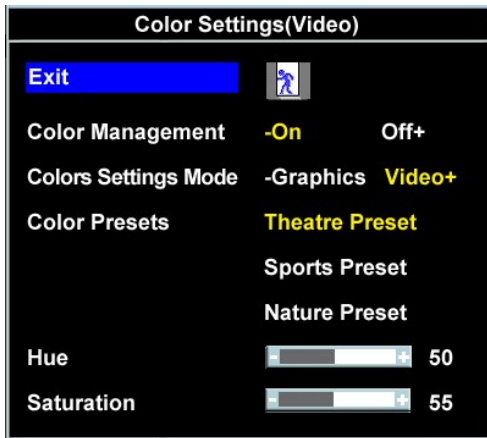 Color Settings(Video)
Exit
Color Management -On Off+
Colors Settings Mode -Graphics Video+
Color Presets Theatre Preset
Sports Preset
Nature Preset
Hue - + 50
Saturation - + 55